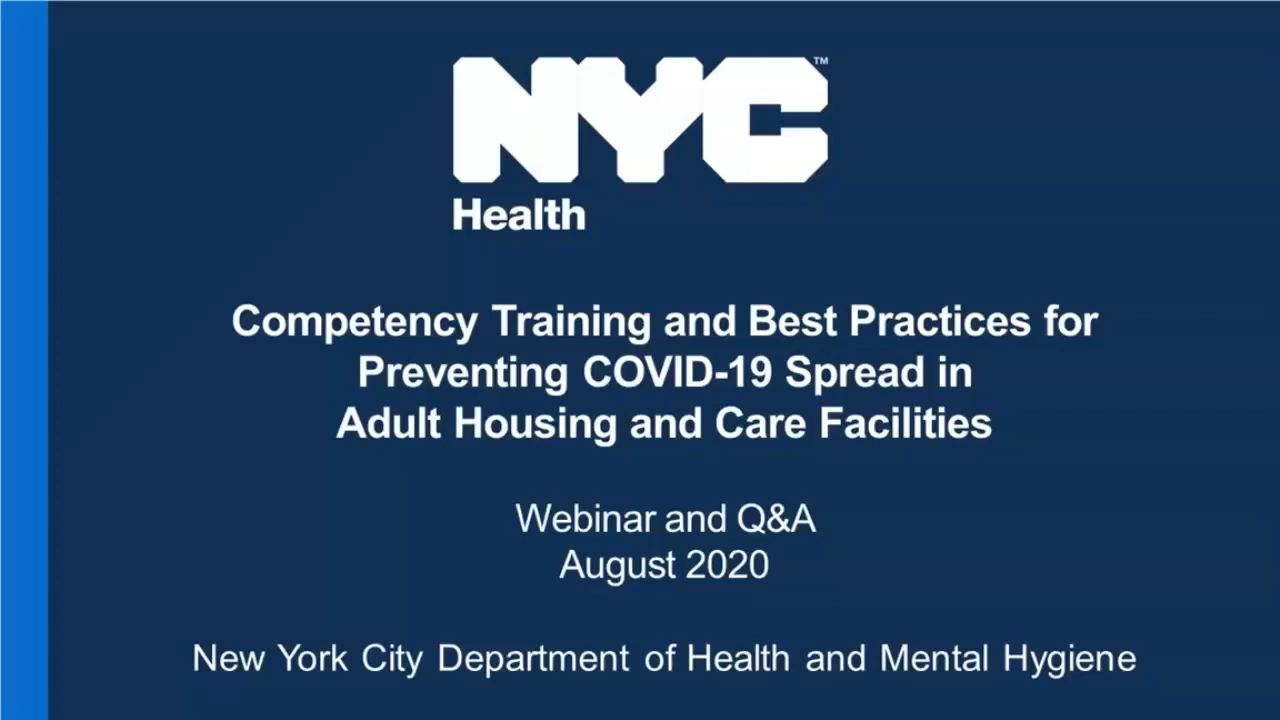 NYC™
Health
Competency Training and Best Practices for
Preventing COVID-19 Spread in
Adult Housing and Care Facilities
Webinar and Q&A
August 2020
New York City Department of Health and Mental Hygiene